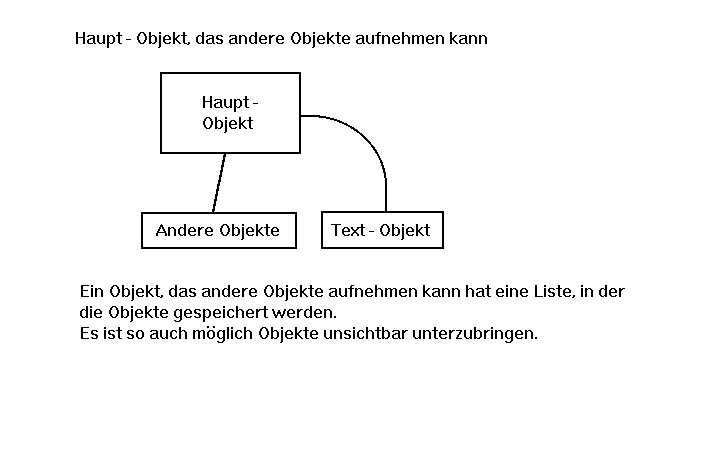 Haupt - Objekt, das andere Objekte aufnehmen kann
Haupt -
Objekt
Andere Objekte
Text - Objekt
Ein Objekt, das andere Objekte aufnehmen kann hat eine Liste, in der
die Objekte gespeichert werden.
Es ist so auch möglich Objekte unsichtbar unterzubringen.